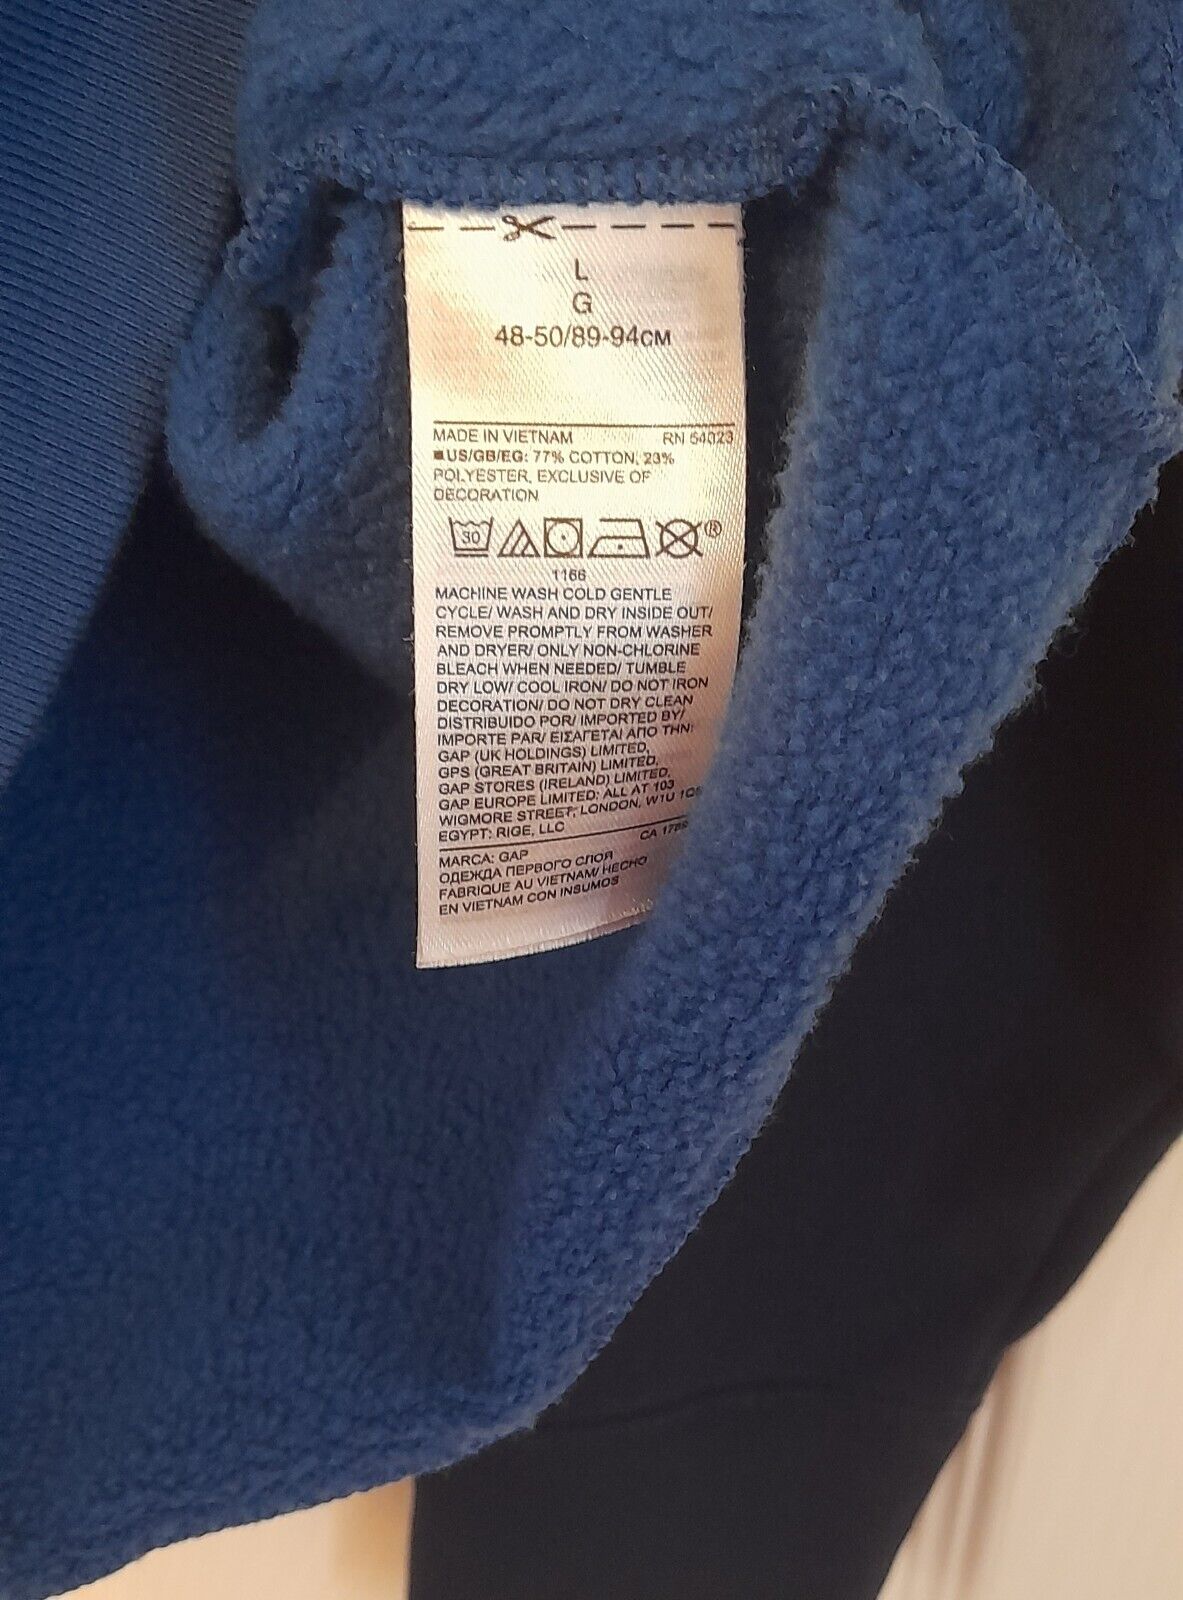 L
G
48-50/89-94CM
MADE IN VIETNAM RN 54023
■US/GB/EG: 77% COTTON, 23%
POLYESTER, EXCLUSIVE OF
DECORATION
30 ®
1166
MACHINE WASH COLD GENTLE
CYCLE/ WASH AND DRY INSIDE OUT/
REMOVE PROMPTLY FROM WASHER
AND DRYER/ ONLY NON-CHLORINE
BLEACH WHEN NEEDED/ TUMBLE
DRY LOW/ COOL IRON/ DO NOT IRON
DECORATION/ DO NOT DRY CLEAN
DISTRIBUIDO POR/ IMPORTED BY/
IMPORTE PAR/ ΕΙΣΑΓΕΤΑΙ ΑΠΟ ΤΗΝ:
GAP (UK HOLDINGS) LIMITED,
GPS (GREAT BRITAIN) LIMITED,
GAP STORES (IRELAND) LIMITED,
GAP EUROPE LIMITED: ALL AT 103
WIGMORE STREET, LONDON, W1U
EGYPT: RIGE, LLC CA
MARCA: GAP
ОДЕЖДА ПЕРВОГО СЛОЯ
FABRIQUE AU VIETNAM/ HECHO
EN VIETNAM CON INSUMOS